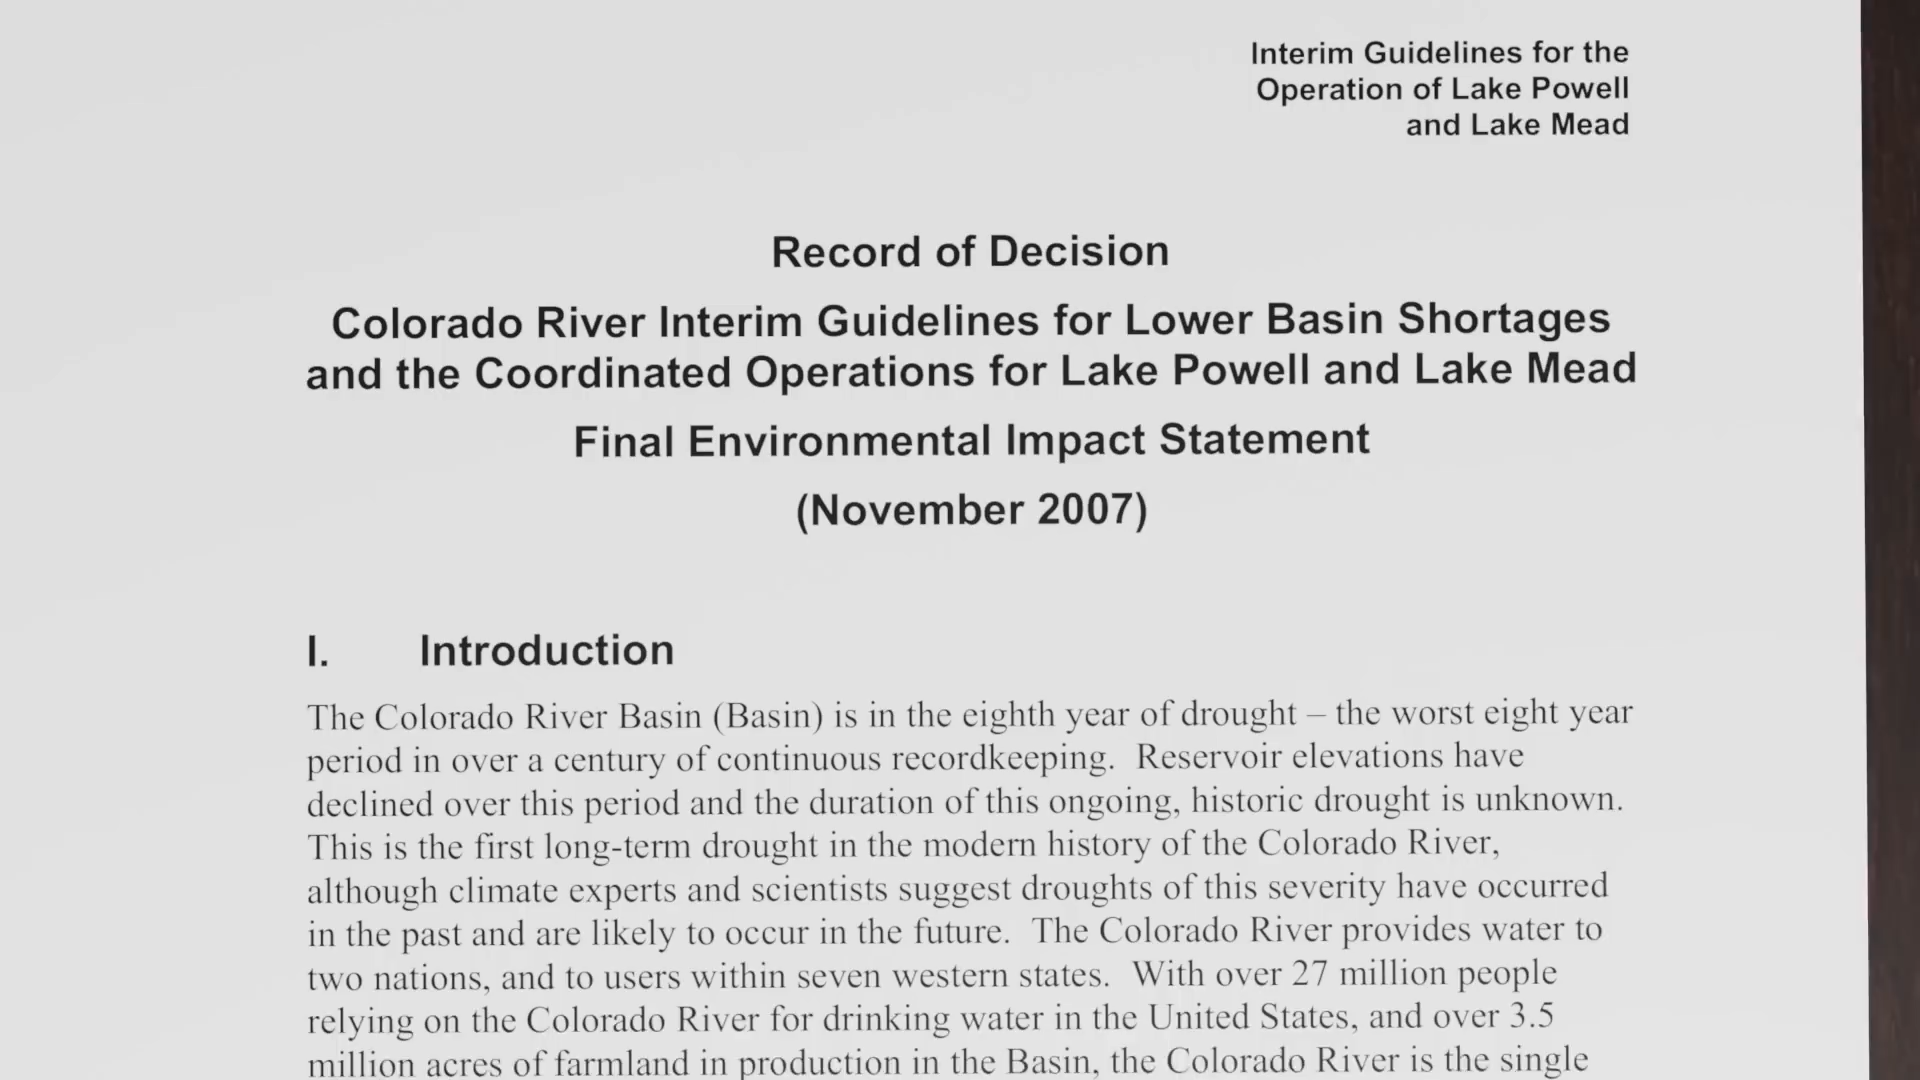 Interim Guidelines for the
Operation of Lake Powell
and Lake Mead
Record of Decision
Colorado River Interim Guidelines for Lower Basin Shortages
and the Coordinated Operations for Lake Powell and Lake Mead
Final Environmental Impact Statement
(November 2007)
I. Introduction
The Colorado River Basin (Basin) is in the eighth year of drought – the worst eight year
period in over a century of continuous recordkeeping. Reservoir elevations have
declined over this period and the duration of this ongoing, historic drought is unknown.
This is the first long-term drought in the modern history of the Colorado River,
although climate experts and scientists suggest droughts of this severity have occurred
in the past and are likely to occur in the future. The Colorado River provides water to
two nations, and to users within seven western states. With over 27 million people
relying on the Colorado River for drinking water in the United States, and over 3.5
million acres of farmland in production in the Basin, the Colorado River is the single